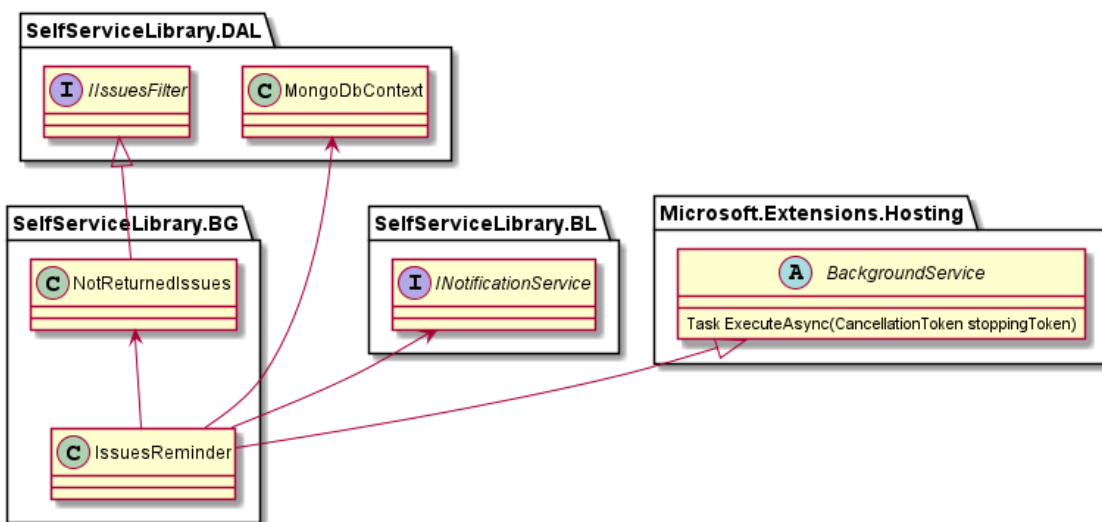 SelfServiceLibrary.DAL
I IIssuesFilter
C MongoDbContext
SelfServiceLibrary.BG
C NotReturnedIssues
C IssuesReminder
SelfServiceLibrary.BL
I INotificationService
Microsoft.Extensions.Hosting
A BackgroundService
Task ExecuteAsync(CancellationToken stoppingToken)